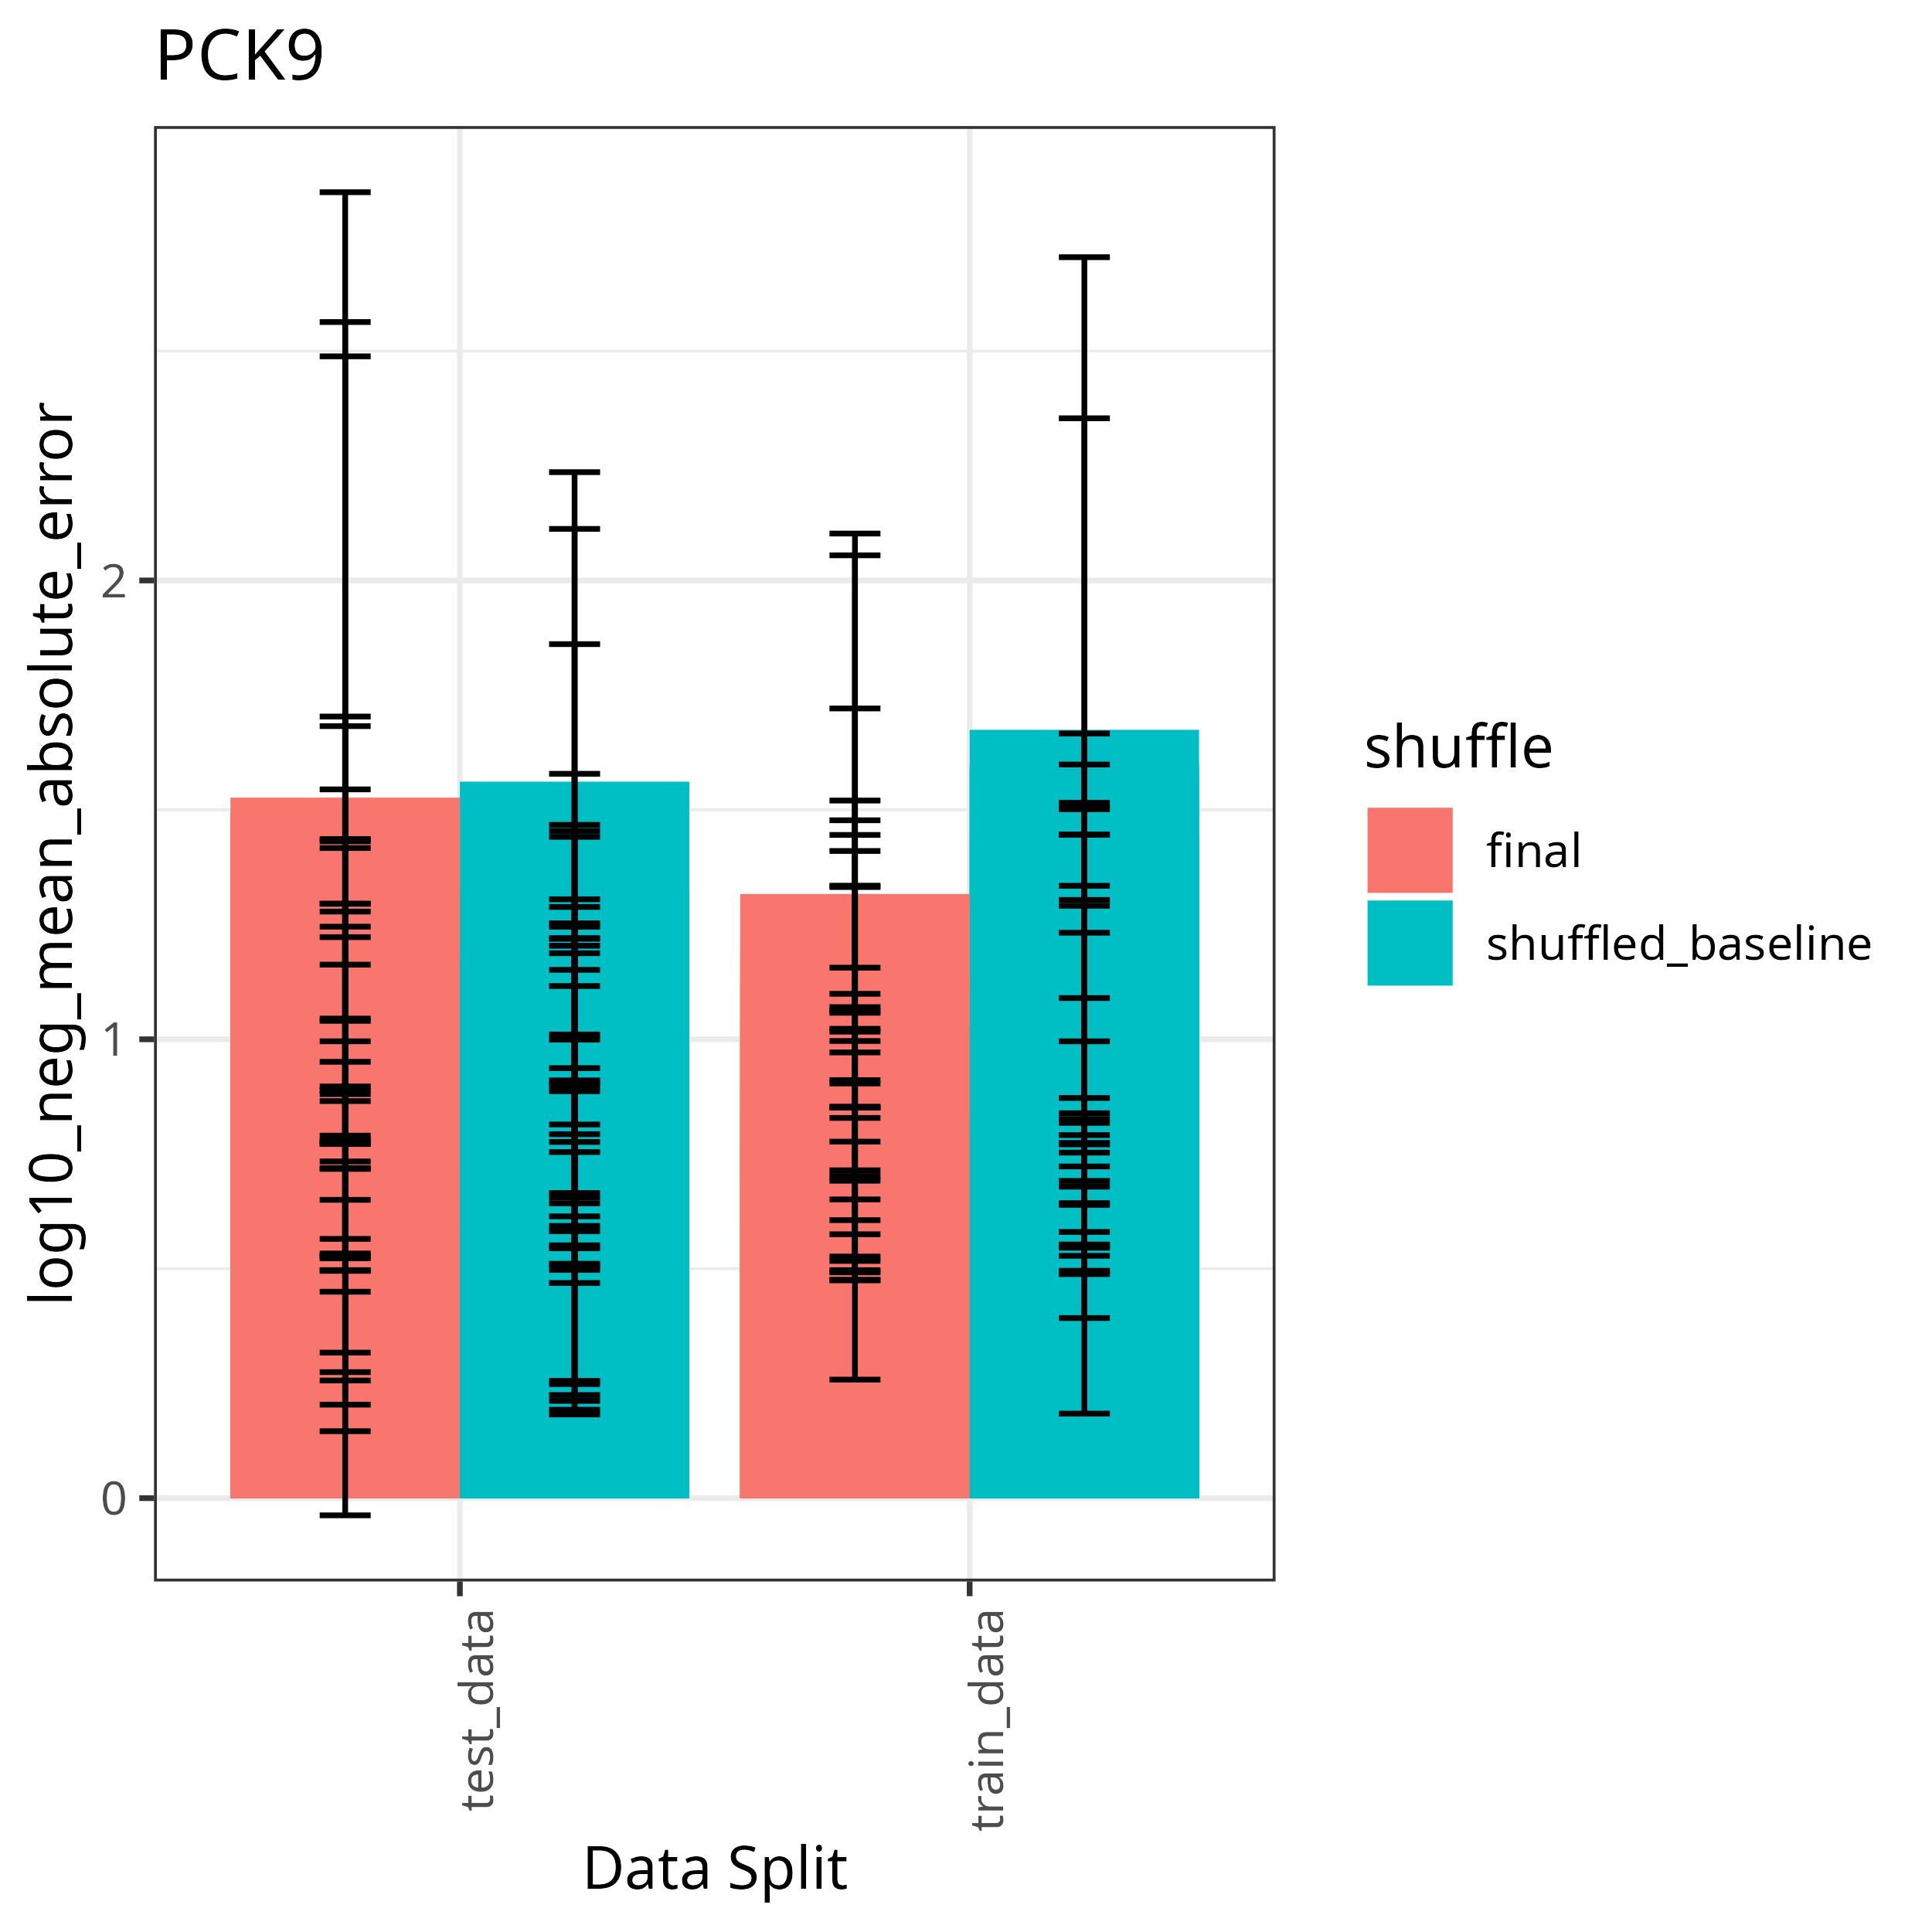 PCK9
log10_neg_mean_absolute_error
2
1
0
test_data
train_data
Data Split
shuffle
final
shuffled_baseline